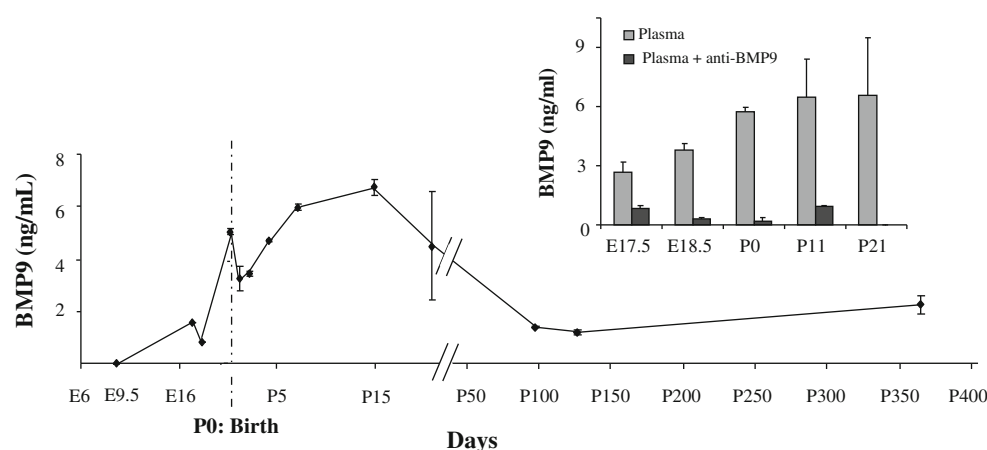 BMP9 (ng/mL)
8
6
4
2
E6 E9.5 E16 P5 P15 P50 P100 P150 P200 P250 P300 P350 P400
P0: Birth
Days
BMP9 (ng/ml)
9
6
3
0
Plasma
Plasma + anti-BMP9
E17.5 E18.5 P0 P11 P21